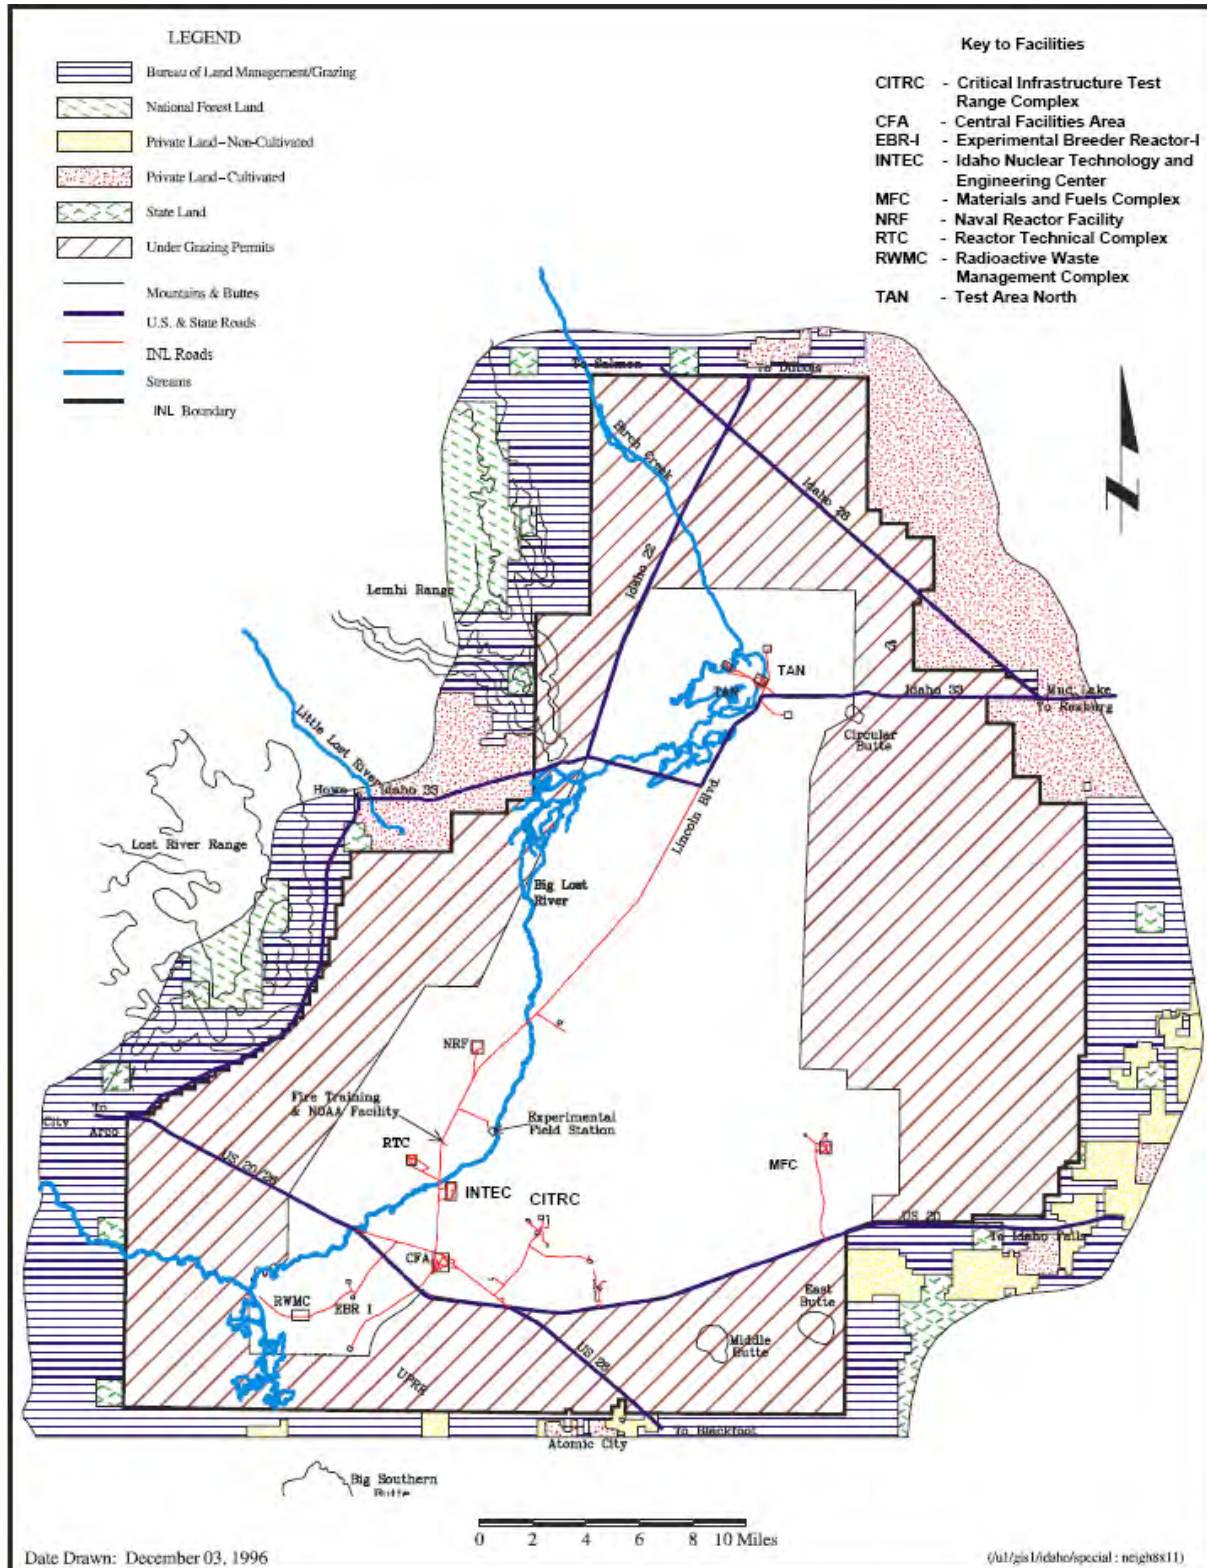 LEGEND
Bureau of Land Management/Grazing
National Forest Land
Private Land–Non-Cultivated
Private Land–Cultivated
State Land
Under Grazing Permits
Mountains & Buttes
U.S. & State Roads
INL Roads
Streams
INL Boundary
Key to Facilities
CITRC - Critical Infrastructure Test
Range Complex
CFA - Central Facilities Area
EBR-I - Experimental Breeder Reactor-I
INTEC - Idaho Nuclear Technology and
Engineering Center
MFC - Materials and Fuels Complex
NRF - Naval Reactor Facility
RTC - Reactor Technical Complex
RWMC - Radioactive Waste
Management Complex
TAN - Test Area North
To Salmon
To Dubois
Birch Creek
Idaho 28
Idaho 22
Lemhi Range
TAN
TAN
Idaho 33
Mud Lake
To Rexburg
Circular
Butte
Little Lost River
Howe
Idaho 33
Lincoln Blvd.
Lost River Range
Big Lost
River
NRF
Fire Training
& NOAA Facility
Experimental
Field Station
To
Arco
City
RTC
MFC
US 20/26
INTEC
CITRC
US 20
To Idaho Falls
CFA
RWMC
EBR I
East
Butte
Middle
Butte
US 26
UPRR
To Blackfoot
Atomic City
Big Southern
Butte
0 2 4 6 8 10 Miles
Date Drawn: December 03, 1996
(/u1/gis1/idaho/special : neigh8x11)